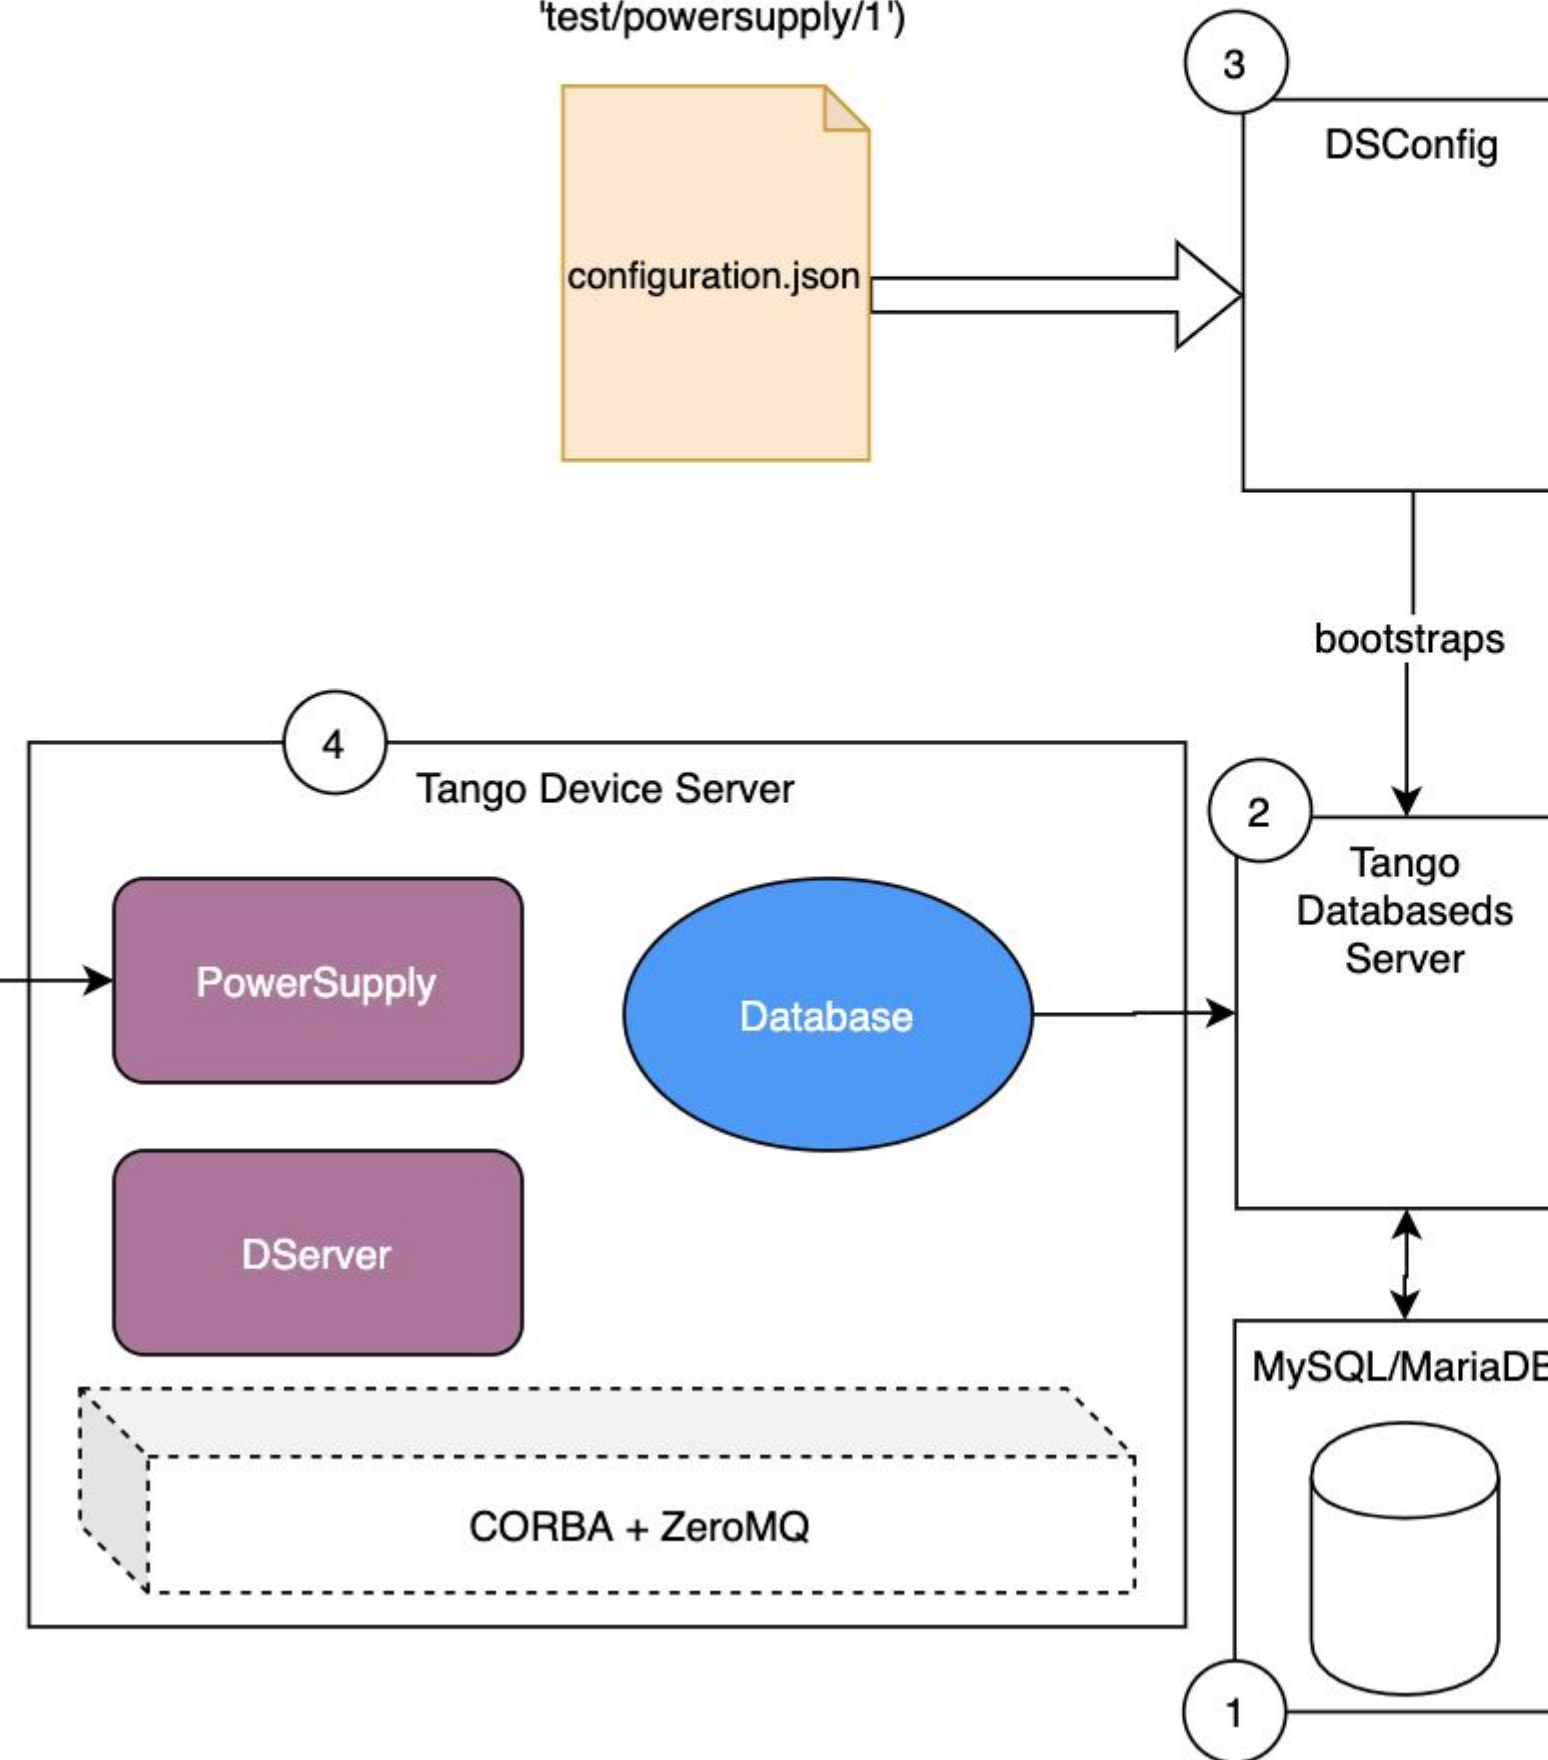 'test/powersupply/1')
3
DSConfig
configuration.json
bootstraps
4
Tango Device Server
2
Tango
Databaseds
Server
PowerSupply
Database
DServer
MySQL/MariaDB
CORBA + ZeroMQ
1